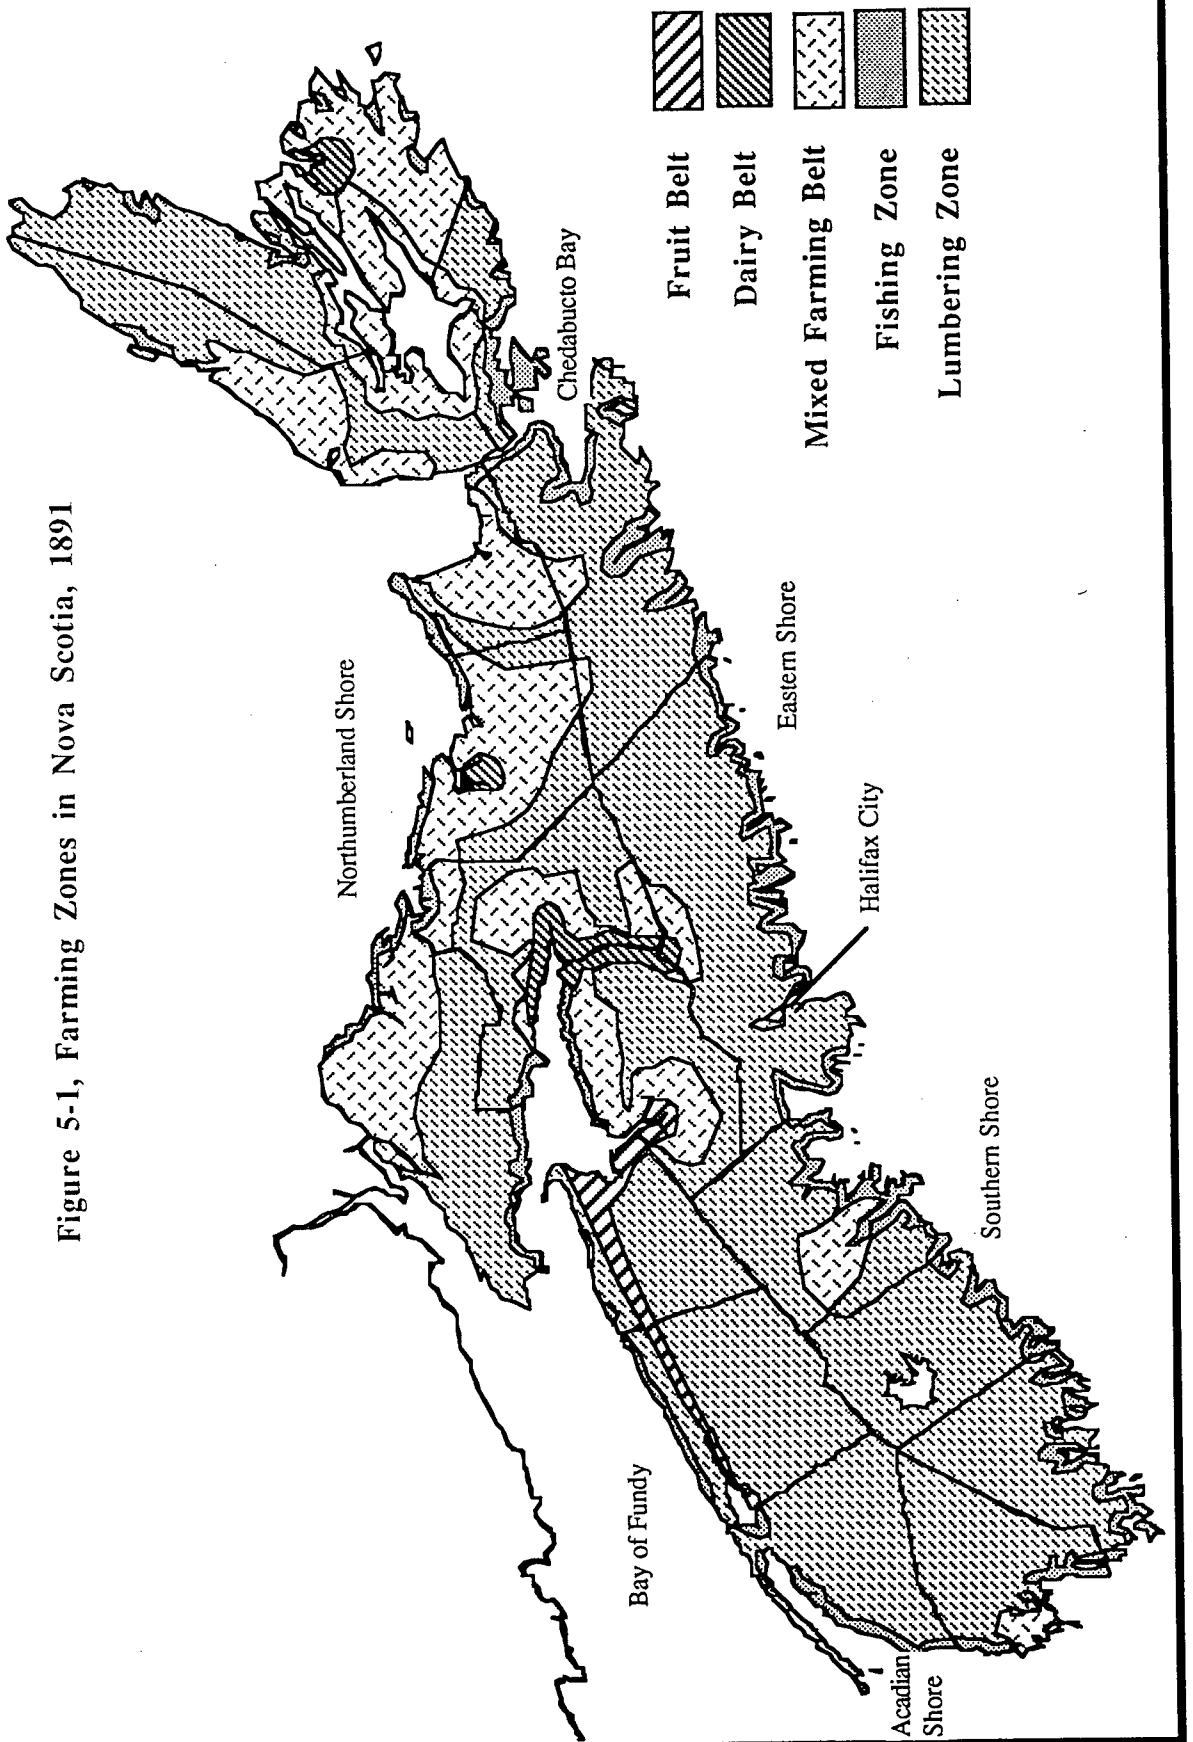 Figure 5-1, Farming Zones in Nova Scotia, 1891
Northumberland Shore
Chedabucto Bay
Eastern Shore
Halifax City
Southern Shore
Bay of Fundy
Acadian
Shore
Fruit Belt
Dairy Belt
Mixed Farming Belt
Fishing Zone
Lumbering Zone